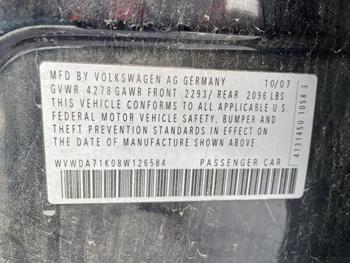 MFD BY VOLKSWAGEN AG GERMANY 10/07
GVWR 4278 GAWR FRONT 2293/ REAR 2096 LBS
THIS VEHICLE CONFORMS TO ALL APPLICABLE U.S.
FEDERAL MOTOR VEHICLE SAFETY, BUMPER AND
THEFT PREVENTION STANDARDS IN EFFECT ON
THE DATE OF MANUFACTURE SHOWN ABOVE
WVWDA71K08W126584 PASSENGER CAR
4131450 1058 3